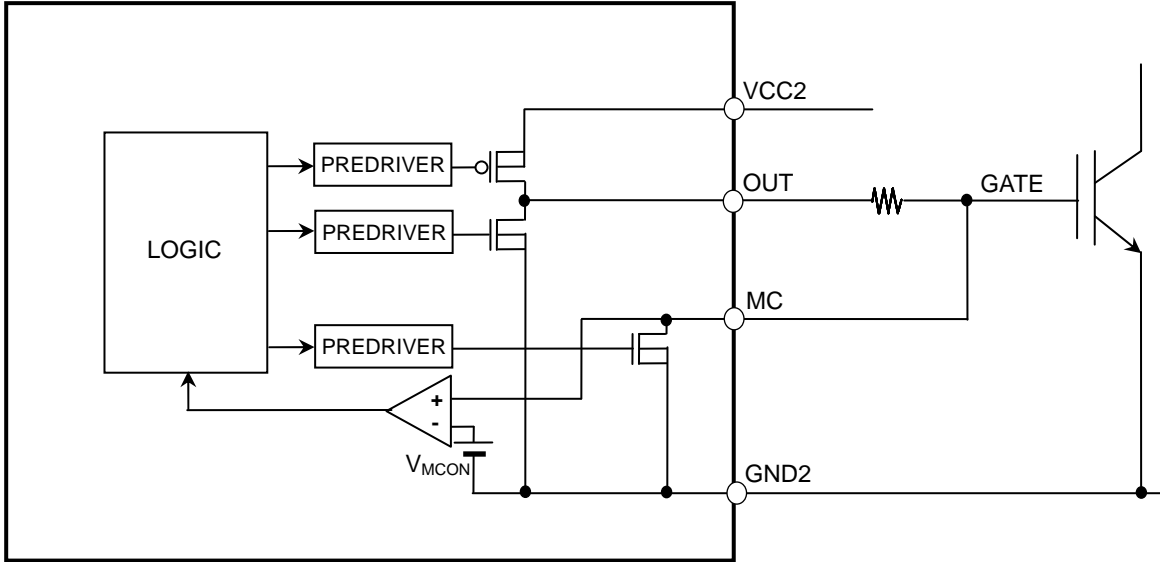 VCC2
PREDRIVER
OUT
GATE
PREDRIVER
LOGIC
MC
PREDRIVER
+
-
VMCON
GND2